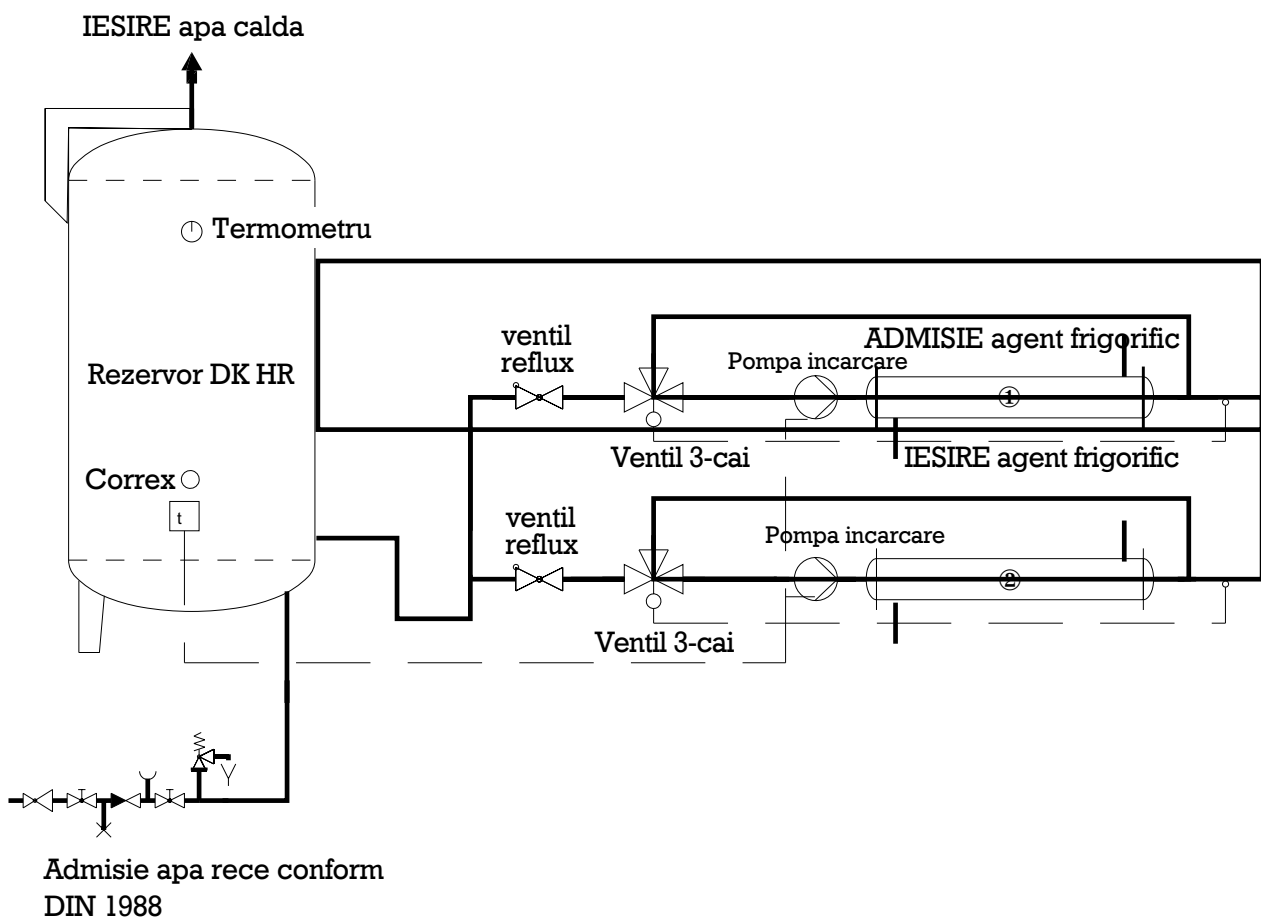 IESIRE apa calda
Termometru
Rezervor DK HR
Correx
t
ventil
reflux
Pompa incarcare
ADMISIE agent frigorific
1
Ventil 3-cai
IESIRE agent frigorific
ventil
reflux
Pompa incarcare
2
Ventil 3-cai
Admisie apa rece conform
DIN 1988